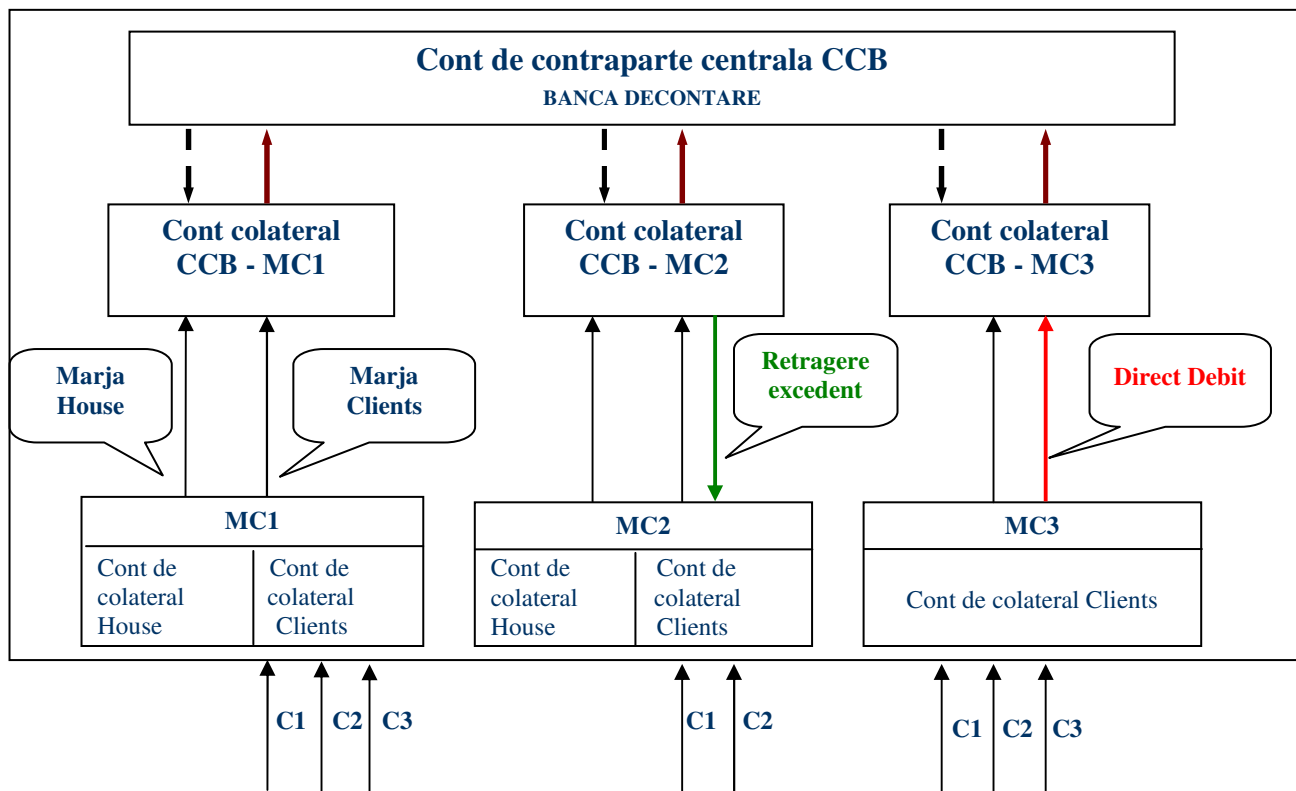 Cont de contraparte centrala CCB
BANCA DECONTARE
Cont colateral
CCB - MC1
Cont colateral
CCB - MC2
Cont colateral
CCB - MC3
Marja
House
Marja
Clients
Retragere
excedent
Direct Debit
MC1
Cont de
colateral
House
Cont de
colateral
Clients
MC2
Cont de
colateral
House
Cont de
colateral
Clients
MC3
Cont de colateral Clients
C1
C2
C3
C1
C2
C1
C2
C3